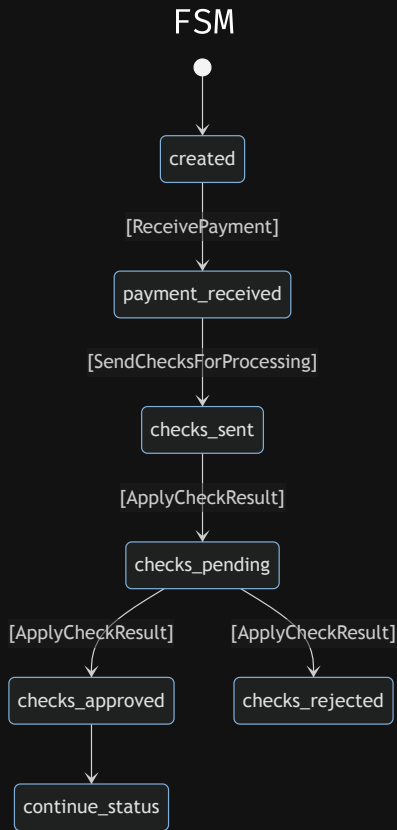 FSM
created
[ReceivePayment]
payment_received
[SendChecksForProcessing]
checks_sent
[ApplyCheckResult]
checks_pending
[ApplyCheckResult]
[ApplyCheckResult]
checks_approved
checks_rejected
continue_status